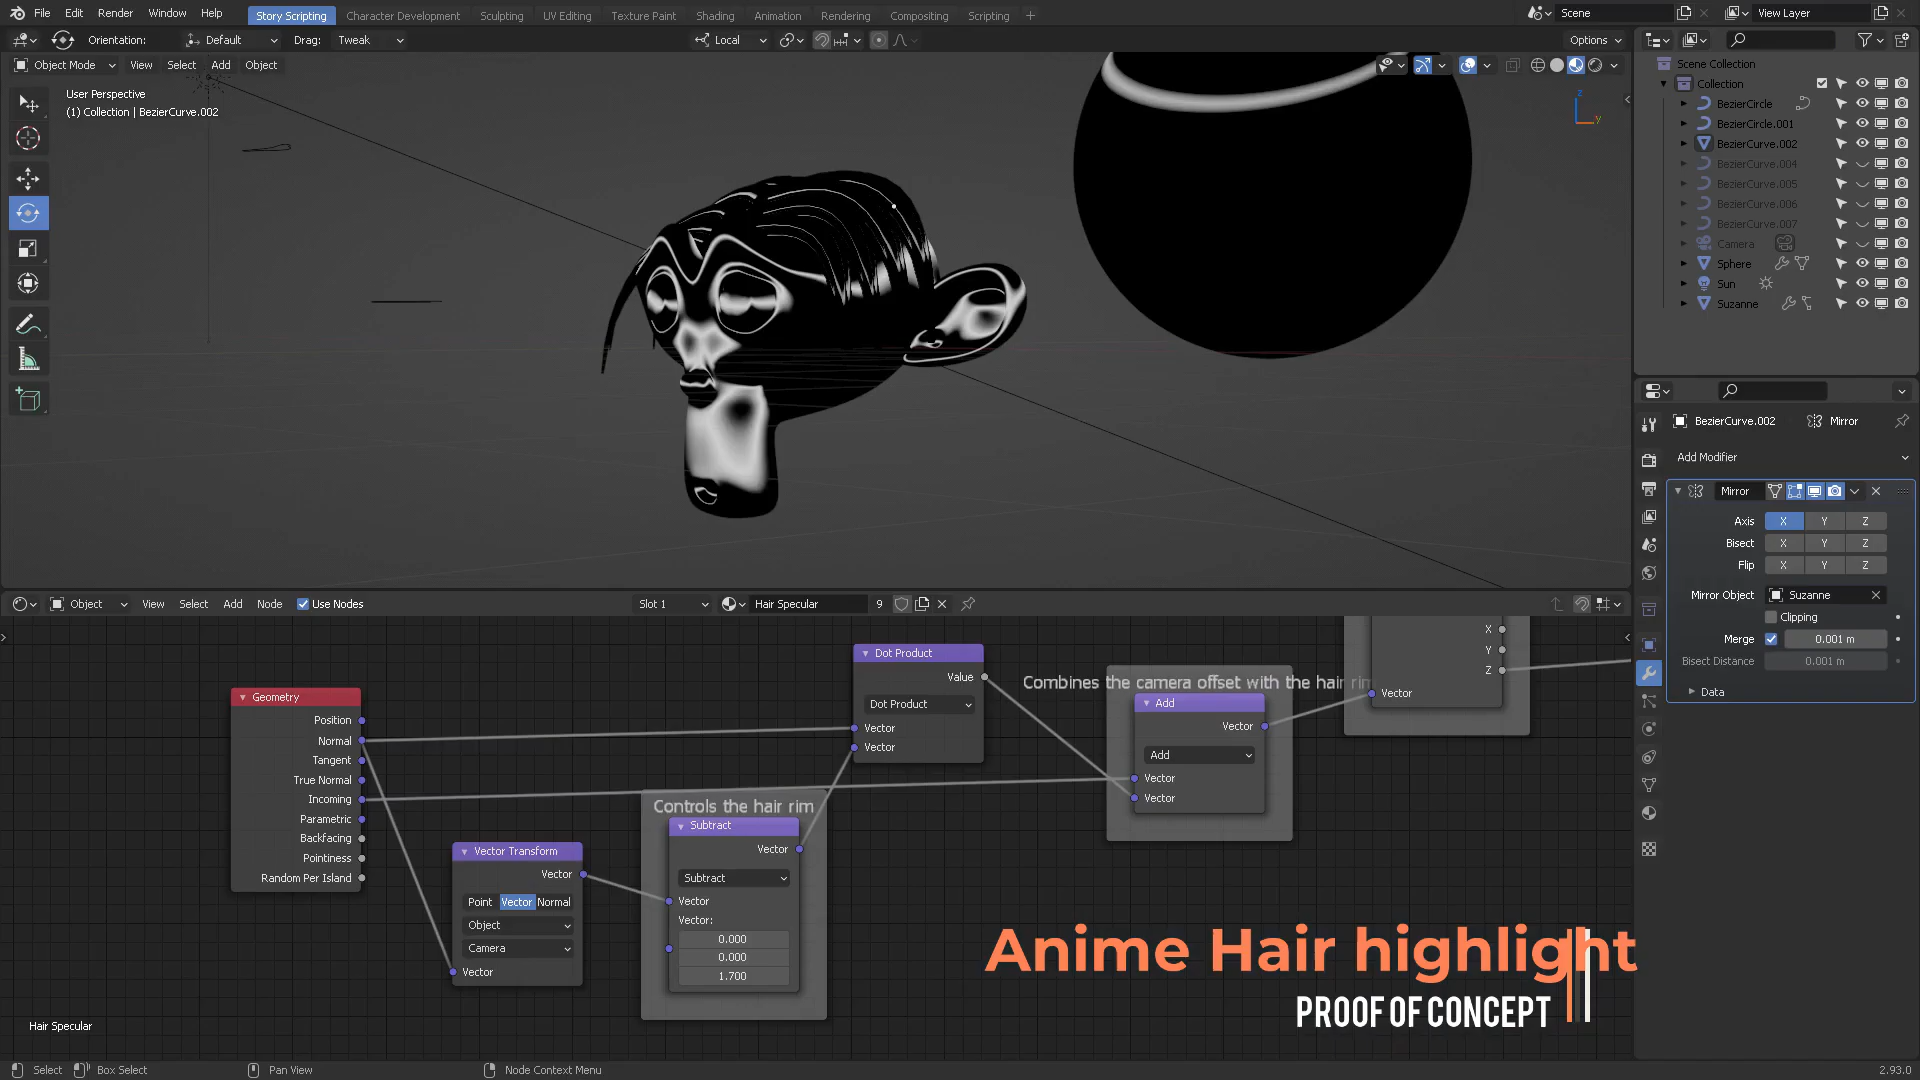 File Edit Render Window Help Story Scripting Character Development Sculpting UV Editing Texture Paint Shading Animation Rendering Compositing Scripting + Scene View Layer
Orientation: Default Drag: Tweak Local Options
Object Mode View Select Add Object
User Perspective
(1) Collection | BezierCurve.002
z
y
Scene Collection
Collection
BezierCircle
BezierCircle.001
BezierCurve.002
BezierCurve.004
BezierCurve.005
BezierCurve.006
BezierCurve.007
Camera
Sphere
Sun
Suzanne
BezierCurve.002 Mirror
Add Modifier
Mirror
Axis X Y Z
Bisect X Y Z
Flip X Y Z
Mirror Object Suzanne
Clipping
Merge 0.001 m
Bisect Distance 0.001 m
Data
Object View Select Add Node Use Nodes Slot 1 Hair Specular 9
Geometry
Position
Normal
Tangent
True Normal
Incoming
Parametric
Backfacing
Pointiness
Random Per Island
Vector Transform
Vector
Point Vector Normal
Object
Camera
Vector
Controls the hair rim
Subtract
Vector
Subtract
Vector
Vector:
0.000
0.000
1.700
Dot Product
Value
Dot Product
Vector
Vector
Combines the camera offset with the hair rim
Add
Vector
Add
Vector
Vector
X
Y
Z
Vector
Anime Hair highlight
PROOF OF CONCEPT
Hair Specular
Select Box Select Pan View Node Context Menu 2.93.0